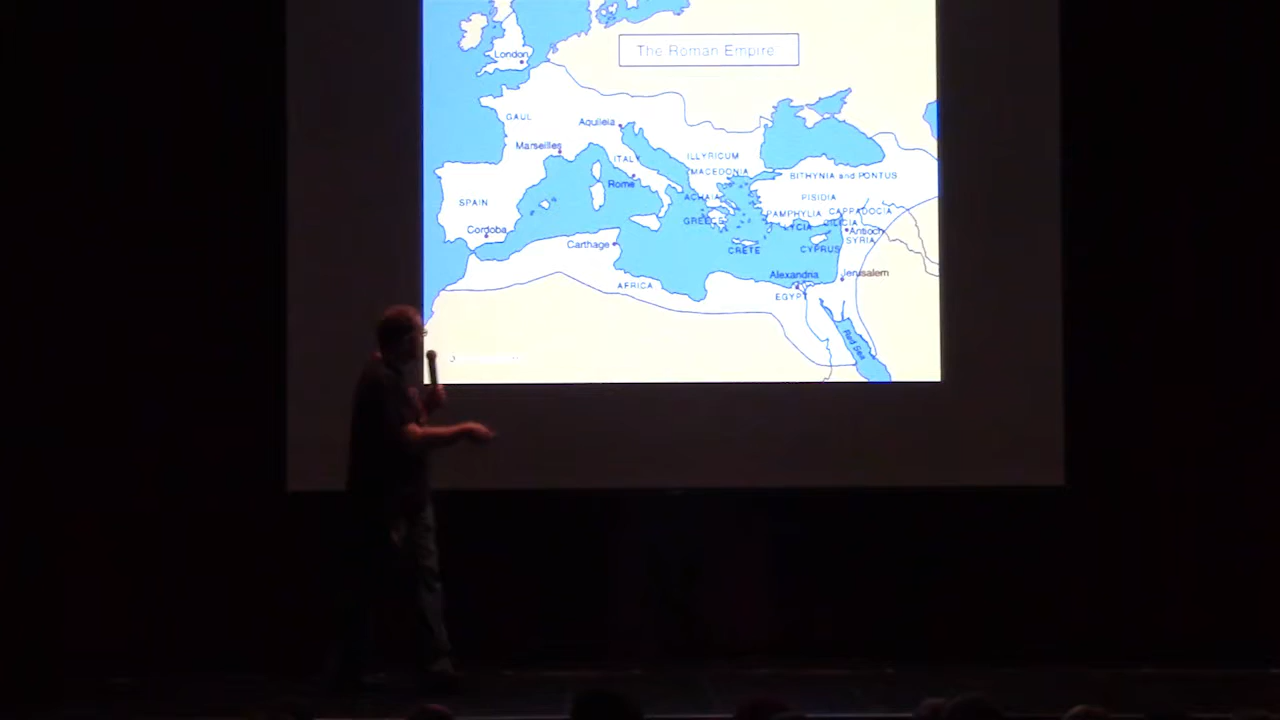 London
The Roman Empire
GAUL
Aquileia
Marseilles
ITALY
ILLYRICUM
MACEDONIA
BITHYNIA and PONTUS
Rome
SPAIN
ACHAIA
PISIDIA
GREECE
PAMPHYLIA
CAPPADOCIA
CILICIA
LYCIA
Cordoba
Antioch
SYRIA
Carthage
CRETE
CYPRUS
Alexandria
Jerusalem
AFRICA
EGYPT
Red Sea